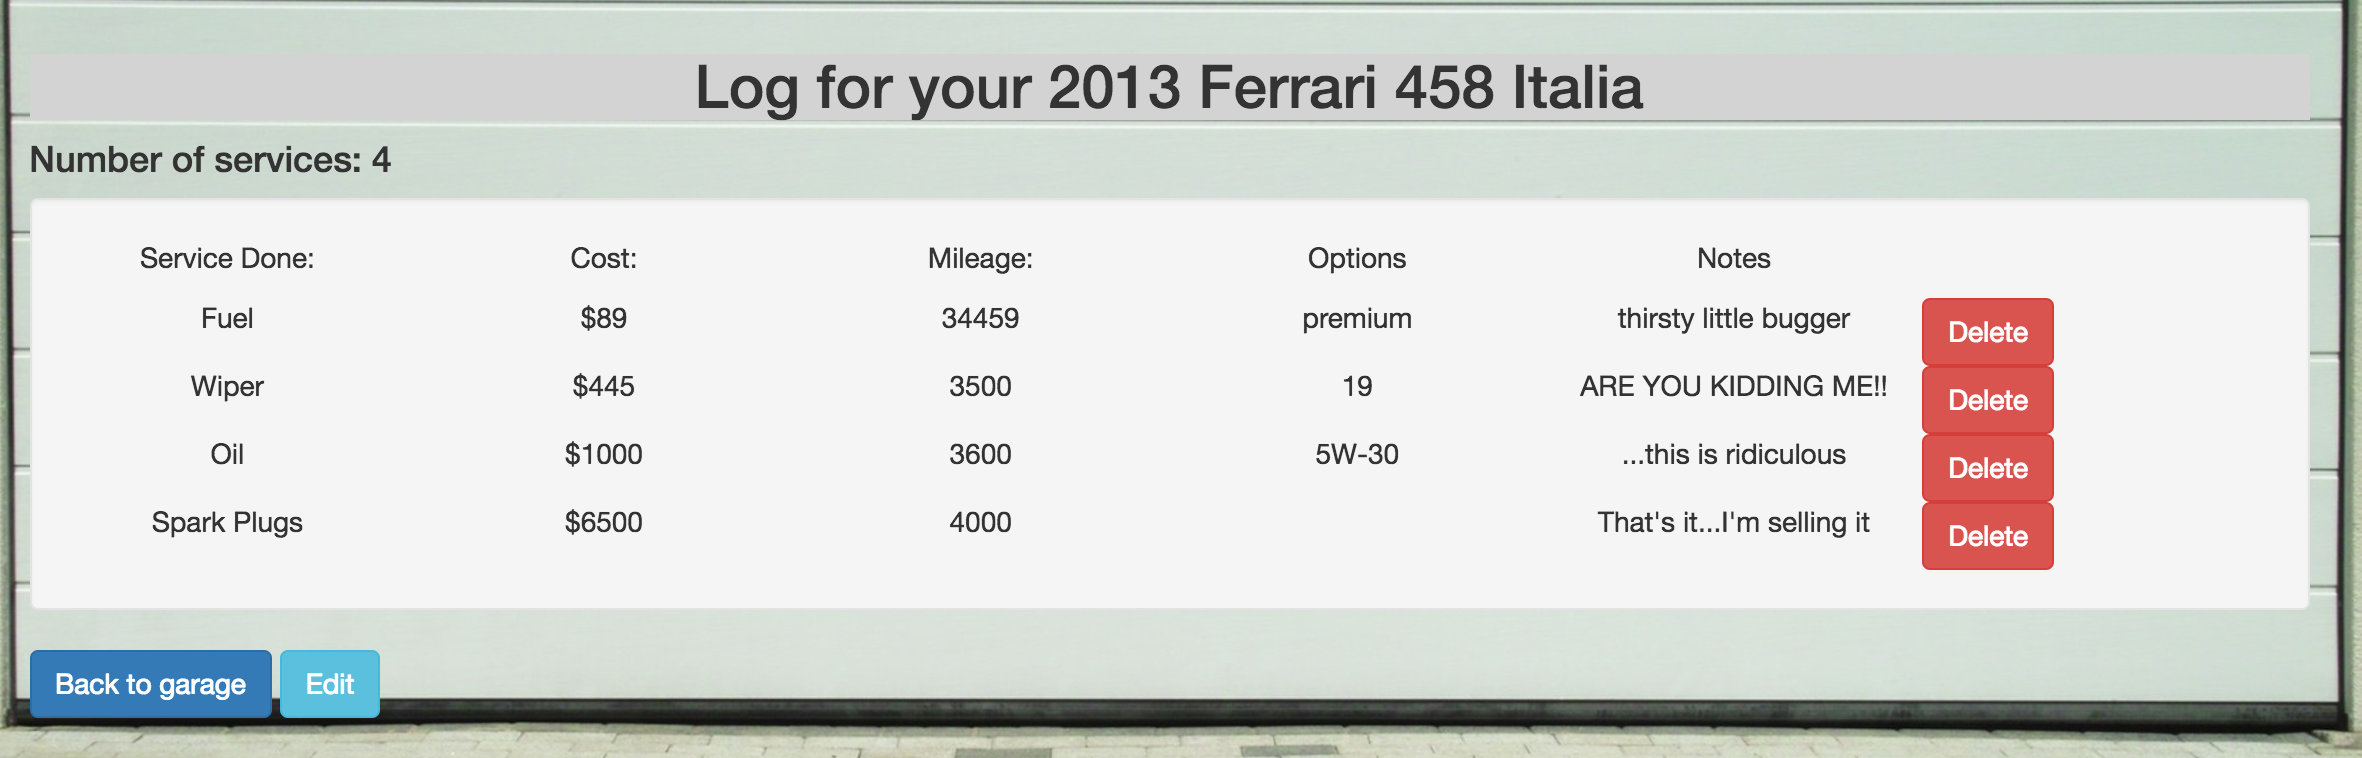 Log for your 2013 Ferrari 458 Italia
Number of services: 4
Service Done: Cost: Mileage: Options Notes
Fuel $89 34459 premium thirsty little bugger Delete
Wiper $445 3500 19 ARE YOU KIDDING ME!! Delete
Oil $1000 3600 5W-30 ...this is ridiculous Delete
Spark Plugs $6500 4000 That's it...I'm selling it Delete
Back to garage Edit